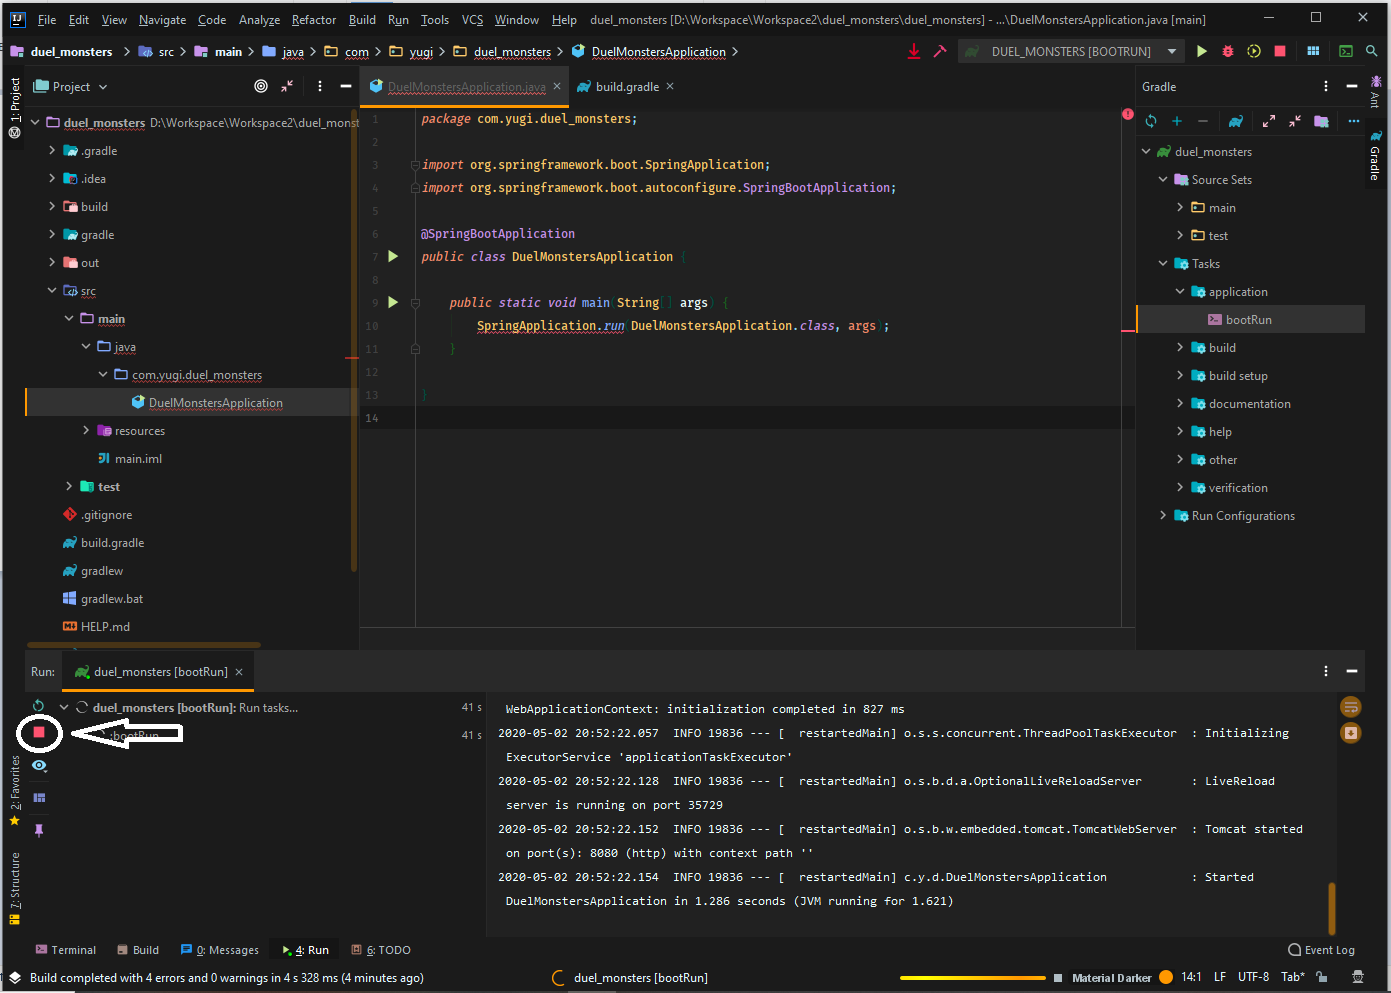 File Edit View Navigate Code Analyze Refactor Build Run Tools VCS Window Help duel_monsters [D:\Workspace\Workspace2\duel_monsters\duel_monsters] - ...\DuelMonstersApplication.java [main]
duel_monsters src main java com yugi duel_monsters DuelMonstersApplication DUEL_MONSTERS [BOOTRUN]
1: Project
Project
duel_monsters D:\Workspace\Workspace2\duel_monst
.gradle
.idea
build
gradle
out
src
main
java
com.yugi.duel_monsters
DuelMonstersApplication
resources
main.iml
test
.gitignore
build.gradle
gradlew
gradlew.bat
HELP.md
DuelMonstersApplication.java build.gradle
1 package com.yugi.duel_monsters;
2
3 import org.springframework.boot.SpringApplication;
4 import org.springframework.boot.autoconfigure.SpringBootApplication;
5
6 @SpringBootApplication
7 public class DuelMonstersApplication {
8
9 public static void main(String[] args) {
10 SpringApplication.run(DuelMonstersApplication.class, args);
11 }
12
13 }
14
Gradle
duel_monsters
Source Sets
main
test
Tasks
application
bootRun
build
build setup
documentation
help
other
verification
Run Configurations
Ant
Gradle
Run: duel_monsters [bootRun]
duel_monsters [bootRun]: Run tasks... 41 s
:bootRun 41 s
WebApplicationContext: initialization completed in 827 ms
2020-05-02 20:52:22.057 INFO 19836 --- [ restartedMain] o.s.s.concurrent.ThreadPoolTaskExecutor : Initializing
ExecutorService 'applicationTaskExecutor'
2020-05-02 20:52:22.128 INFO 19836 --- [ restartedMain] o.s.b.d.a.OptionalLiveReloadServer : LiveReload
server is running on port 35729
2020-05-02 20:52:22.152 INFO 19836 --- [ restartedMain] o.s.b.w.embedded.tomcat.TomcatWebServer : Tomcat started
on port(s): 8080 (http) with context path ''
2020-05-02 20:52:22.154 INFO 19836 --- [ restartedMain] c.y.d.DuelMonstersApplication : Started
DuelMonstersApplication in 1.286 seconds (JVM running for 1.621)
2: Favorites
7: Structure
Terminal Build 0: Messages 4: Run 6: TODO Event Log
Build completed with 4 errors and 0 warnings in 4 s 328 ms (4 minutes ago) duel_monsters [bootRun] Material Darker 14:1 LF UTF-8 Tab*